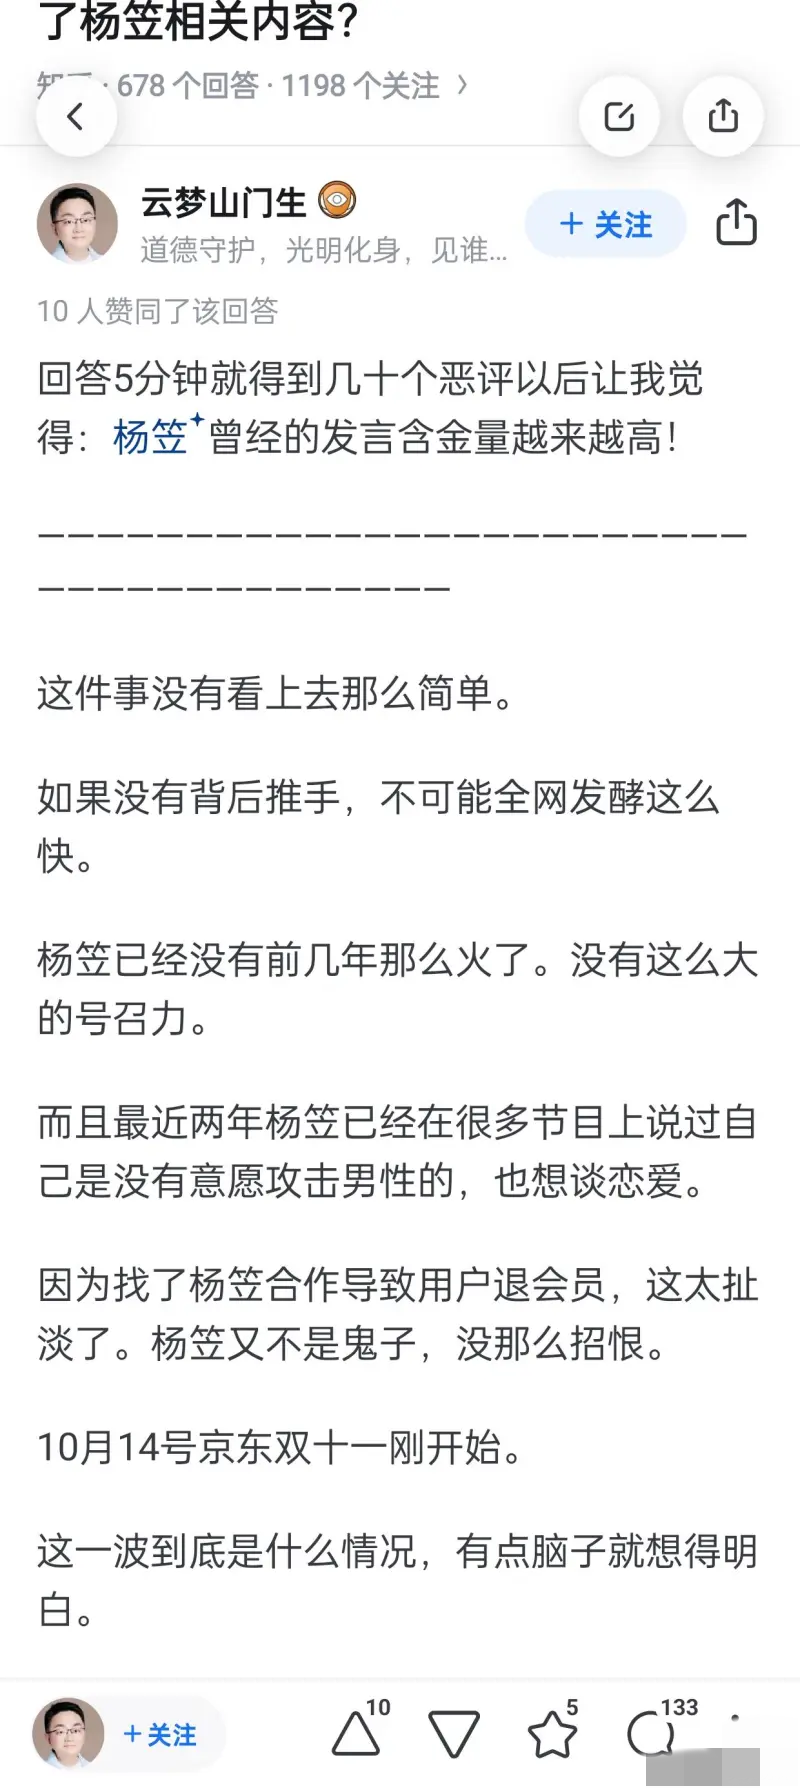 了杨笠相关内容?
· 678 个回答 · 1198 个关注 >
云梦山门生
+ 关注
道德守护，光明化身，见谁...
10 人赞同了该回答
回答5分钟就得到几十个恶评以后让我觉
得：杨笠曾经的发言含金量越来越高！
————————————————————————
——————————————
这件事没有看上去那么简单。
如果没有背后推手，不可能全网发酵这么
快。
杨笠已经没有前几年那么火了。没有这么大
的号召力。
而且最近两年杨笠已经在很多节目上说过自
己是没有意愿攻击男性的，也想谈恋爱。
因为找了杨笠合作导致用户退会员，这太扯
淡了。杨笠又不是鬼子，没那么招恨。
10月14号京东双十一刚开始。
这一波到底是什么情况，有点脑子就想得明
白。
+ 关注
10
5
133